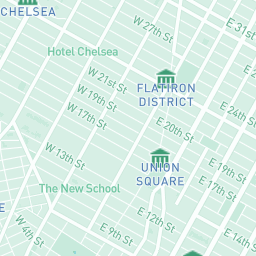 CHELSEA
W 27th St
E 31st
Hotel Chelsea
W 21st St
FLATIRON
DISTRICT
W 19th St
E 24th St
W 17th St
E 20th St
W 13th St
UNION
SQUARE
E 19th St
E 17th St
The New School
W 4th St
E 12th St
E 9th St
E 14th St